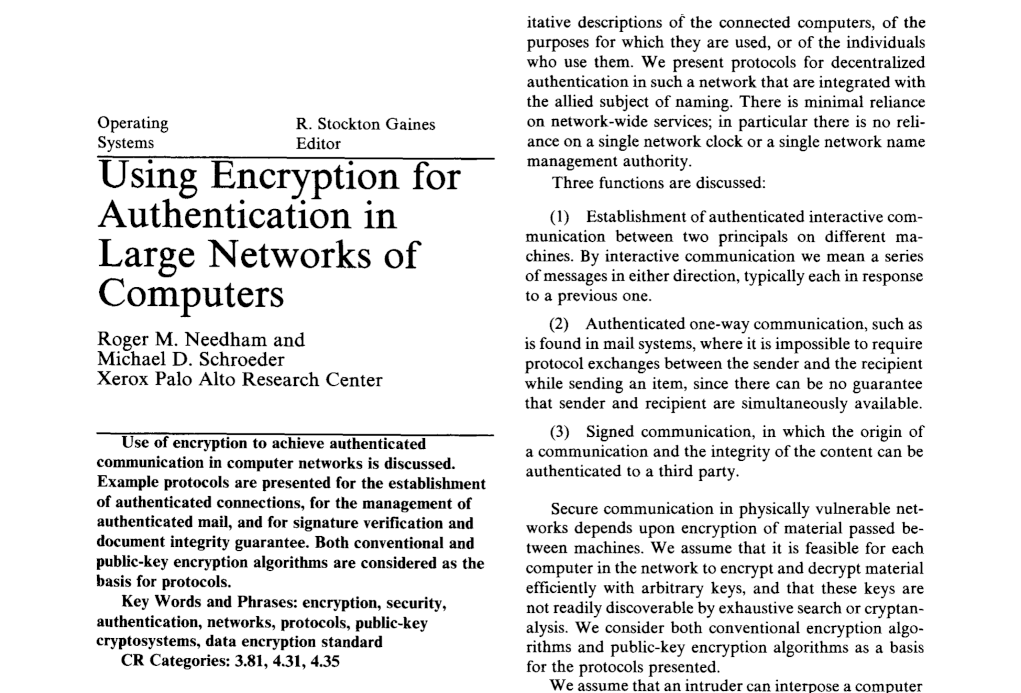 Operating
Systems
R. Stockton Gaines
Editor
Using Encryption for
Authentication in
Large Networks of
Computers
Roger M. Needham and
Michael D. Schroeder
Xerox Palo Alto Research Center
Use of encryption to achieve authenticated
communication in computer networks is discussed.
Example protocols are presented for the establishment
of authenticated connections, for the management of
authenticated mail, and for signature verification and
document integrity guarantee. Both conventional and
public-key encryption algorithms are considered as the
basis for protocols.
Key Words and Phrases: encryption, security,
authentication, networks, protocols, public-key
cryptosystems, data encryption standard
CR Categories: 3.81, 4.31, 4.35
itative descriptions of the connected computers, of the
purposes for which they are used, or of the individuals
who use them. We present protocols for decentralized
authentication in such a network that are integrated with
the allied subject of naming. There is minimal reliance
on network-wide services; in particular there is no reli-
ance on a single network clock or a single network name
management authority.
Three functions are discussed:
(1) Establishment of authenticated interactive com-
munication between two principals on different ma-
chines. By interactive communication we mean a series
of messages in either direction, typically each in response
to a previous one.
(2) Authenticated one-way communication, such as
is found in mail systems, where it is impossible to require
protocol exchanges between the sender and the recipient
while sending an item, since there can be no guarantee
that sender and recipient are simultaneously available.
(3) Signed communication, in which the origin of
a communication and the integrity of the content can be
authenticated to a third party.
Secure communication in physically vulnerable net-
works depends upon encryption of material passed be-
tween machines. We assume that it is feasible for each
computer in the network to encrypt and decrypt material
efficiently with arbitrary keys, and that these keys are
not readily discoverable by exhaustive search or cryptan-
alysis. We consider both conventional encryption algo-
rithms and public-key encryption algorithms as a basis
for the protocols presented.
We assume that an intruder can interpose a computer